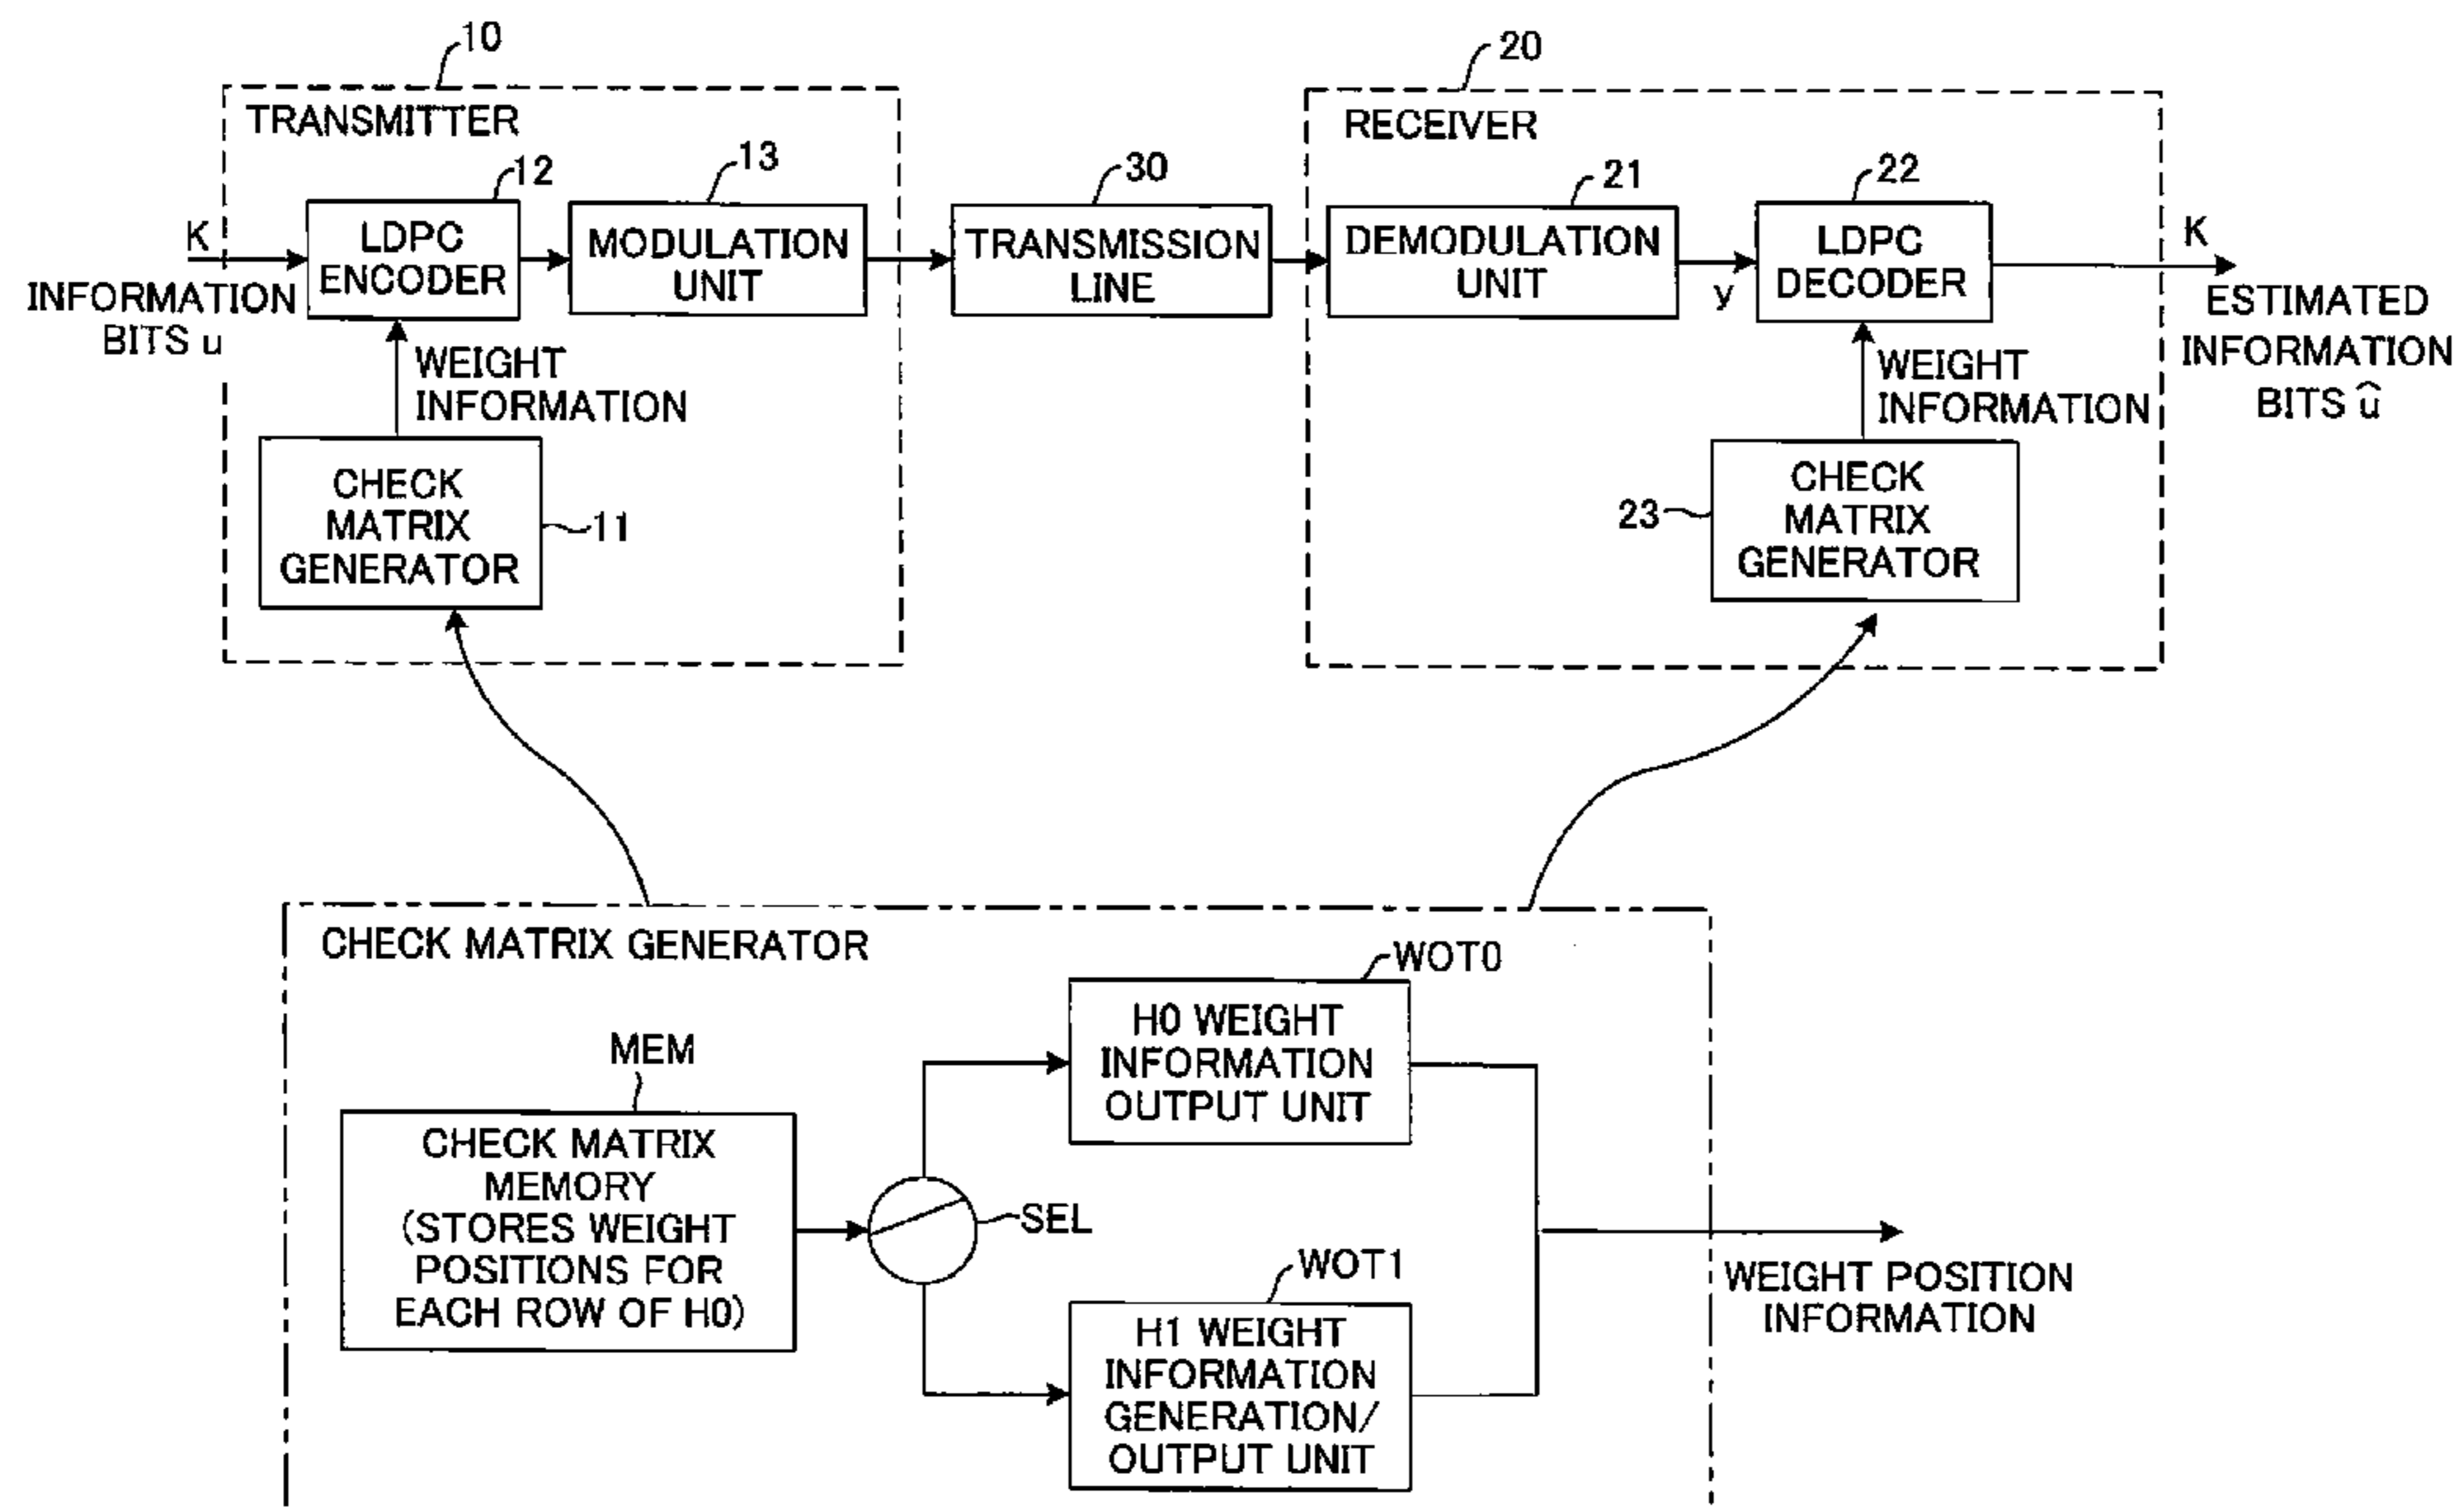 10
TRANSMITTER
12
13
K
INFORMATION
BITS u
LDPC
ENCODER
MODULATION
UNIT
WEIGHT
INFORMATION
CHECK
MATRIX
GENERATOR
11
30
TRANSMISSION
LINE
20
RECEIVER
21
22
DEMODULATION
UNIT
y
LDPC
DECODER
K
ESTIMATED
INFORMATION
BITS û
WEIGHT
INFORMATION
CHECK
MATRIX
GENERATOR
23
CHECK MATRIX GENERATOR
MEM
CHECK MATRIX
MEMORY
(STORES WEIGHT
POSITIONS FOR
EACH ROW OF H0)
SEL
WOT0
H0 WEIGHT
INFORMATION
OUTPUT UNIT
WOT1
H1 WEIGHT
INFORMATION
GENERATION/
OUTPUT UNIT
WEIGHT POSITION
INFORMATION